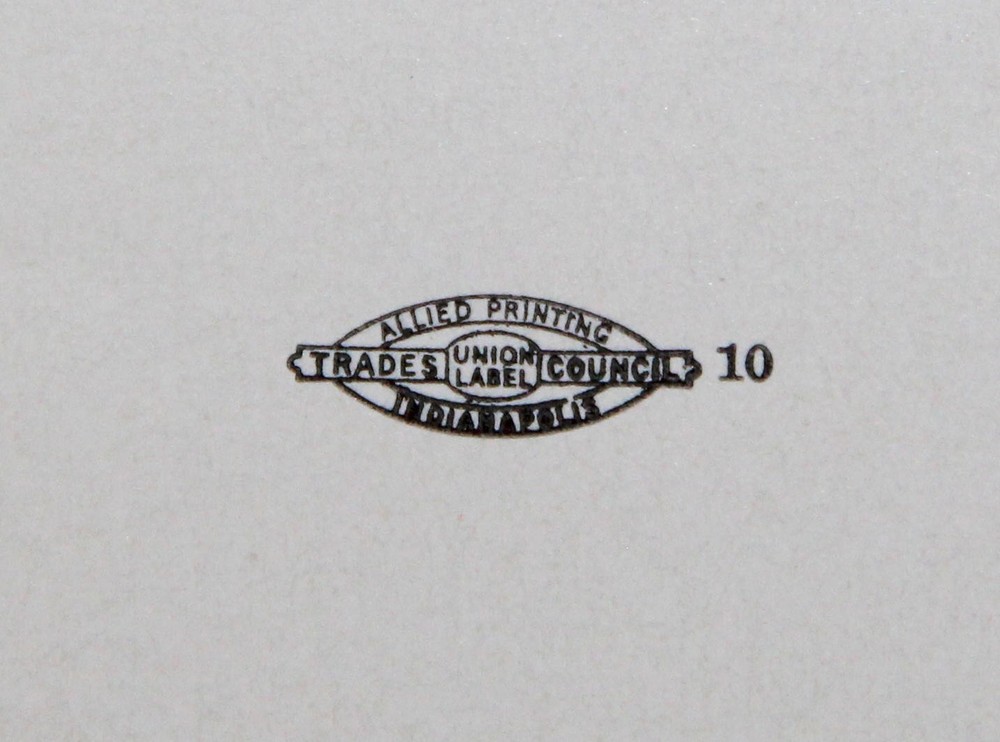 ALLIED PRINTING
TRADES UNION LABEL COUNCIL 10
INDIANAPOLIS